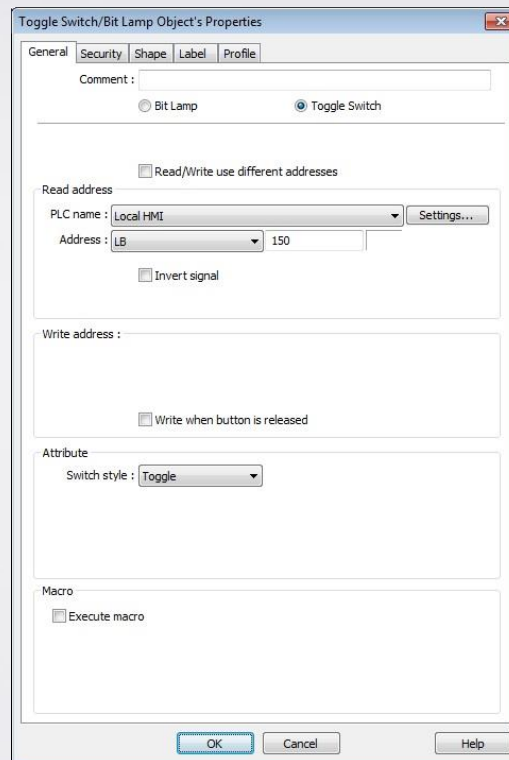 Toggle Switch/Bit Lamp Object's Properties
General Security Shape Label Profile
Comment :
Bit Lamp Toggle Switch
Read/Write use different addresses
Read address
PLC name : Local HMI Settings...
Address : LB 150
Invert signal
Write address :
Write when button is released
Attribute
Switch style : Toggle
Macro
Execute macro
OK Cancel Help